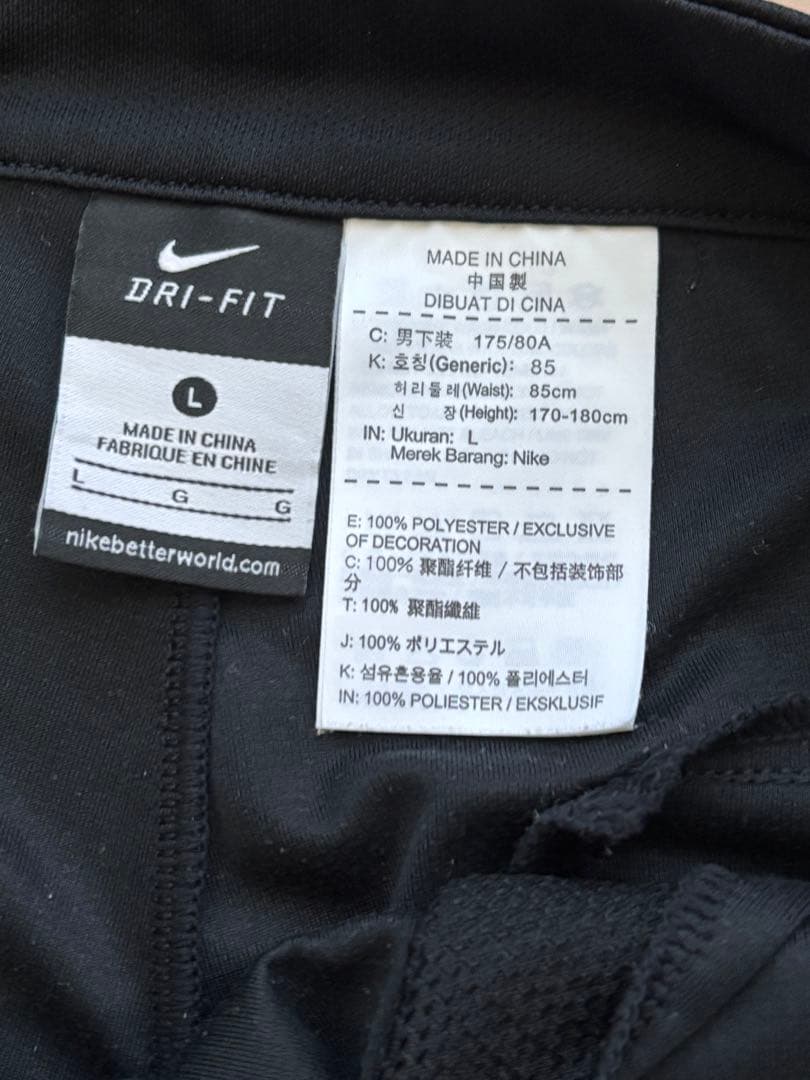 DRI-FIT
L
MADE IN CHINA
FABRIQUE EN CHINE
L
G
G
nikebetterworld.com
MADE IN CHINA
中国製
DIBUAT DI CINA
C: 男下装 175/80A
K: 호칭(Generic): 85
허리둘레(Waist): 85cm
신 장(Height): 170-180cm
IN: Ukuran: L
Merek Barang: Nike
E: 100% POLYESTER / EXCLUSIVE
OF DECORATION
C: 100% 聚酯纤维 / 不包括装饰部
分
T: 100% 聚酯纖維
J: 100% ポリエステル
K: 섬유혼용율 / 100% 폴리에스터
IN: 100% POLIESTER / EKSKLUSIF